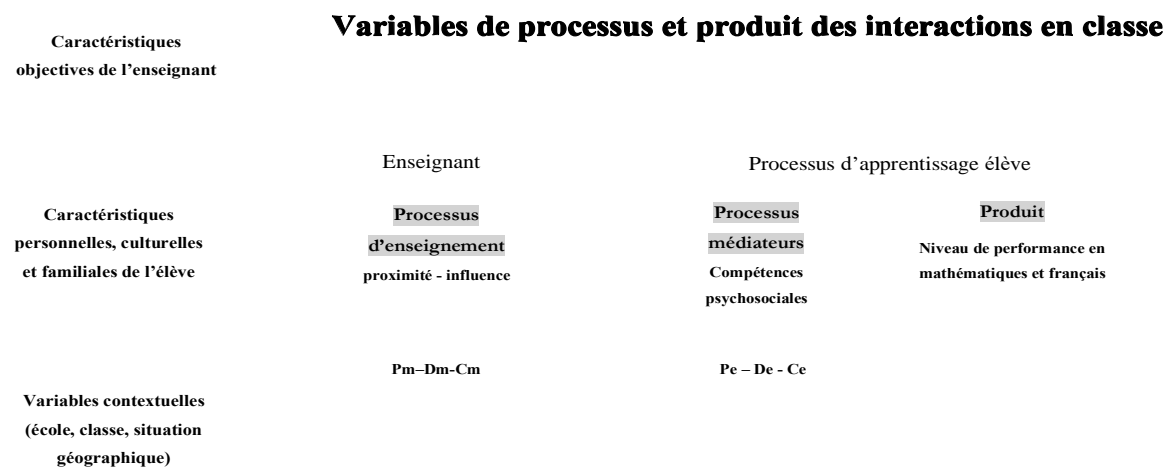 Variables de processus et produit des interactions en classe
Caractéristiques
objectives de l’enseignant
Enseignant
Processus d’apprentissage élève
Caractéristiques
personnelles, culturelles
et familiales de l’élève
Processus
d’enseignement
proximité - influence
Processus
médiateurs
Compétences
psychosociales
Produit
Niveau de performance en
mathématiques et français
Pm–Dm-Cm
Pe – De - Ce
Variables contextuelles
(école, classe, situation
géographique)